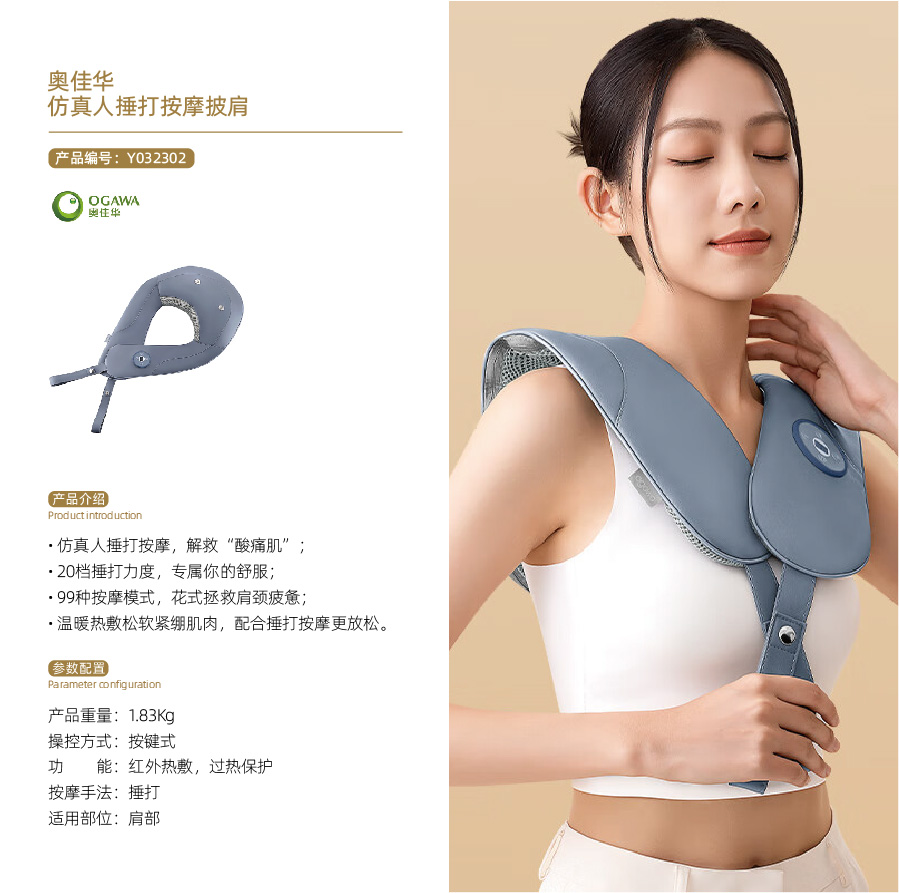 奥佳华
仿真人捶打按摩披肩
产品编号：Y032302
OGAWA
奥佳华
产品介绍
Product introduction
• 仿真人捶打按摩，解救“酸痛肌”；
• 20档捶打力度，专属你的舒服；
• 99种按摩模式，花式拯救肩颈疲惫；
• 温暖热敷松软紧绷肌肉，配合捶打按摩更放松。
参数配置
Parameter configuration
产品重量：1.83Kg
操控方式：按键式
功　　能：红外热敷，过热保护
按摩手法：捶打
适用部位：肩部
OGAWA